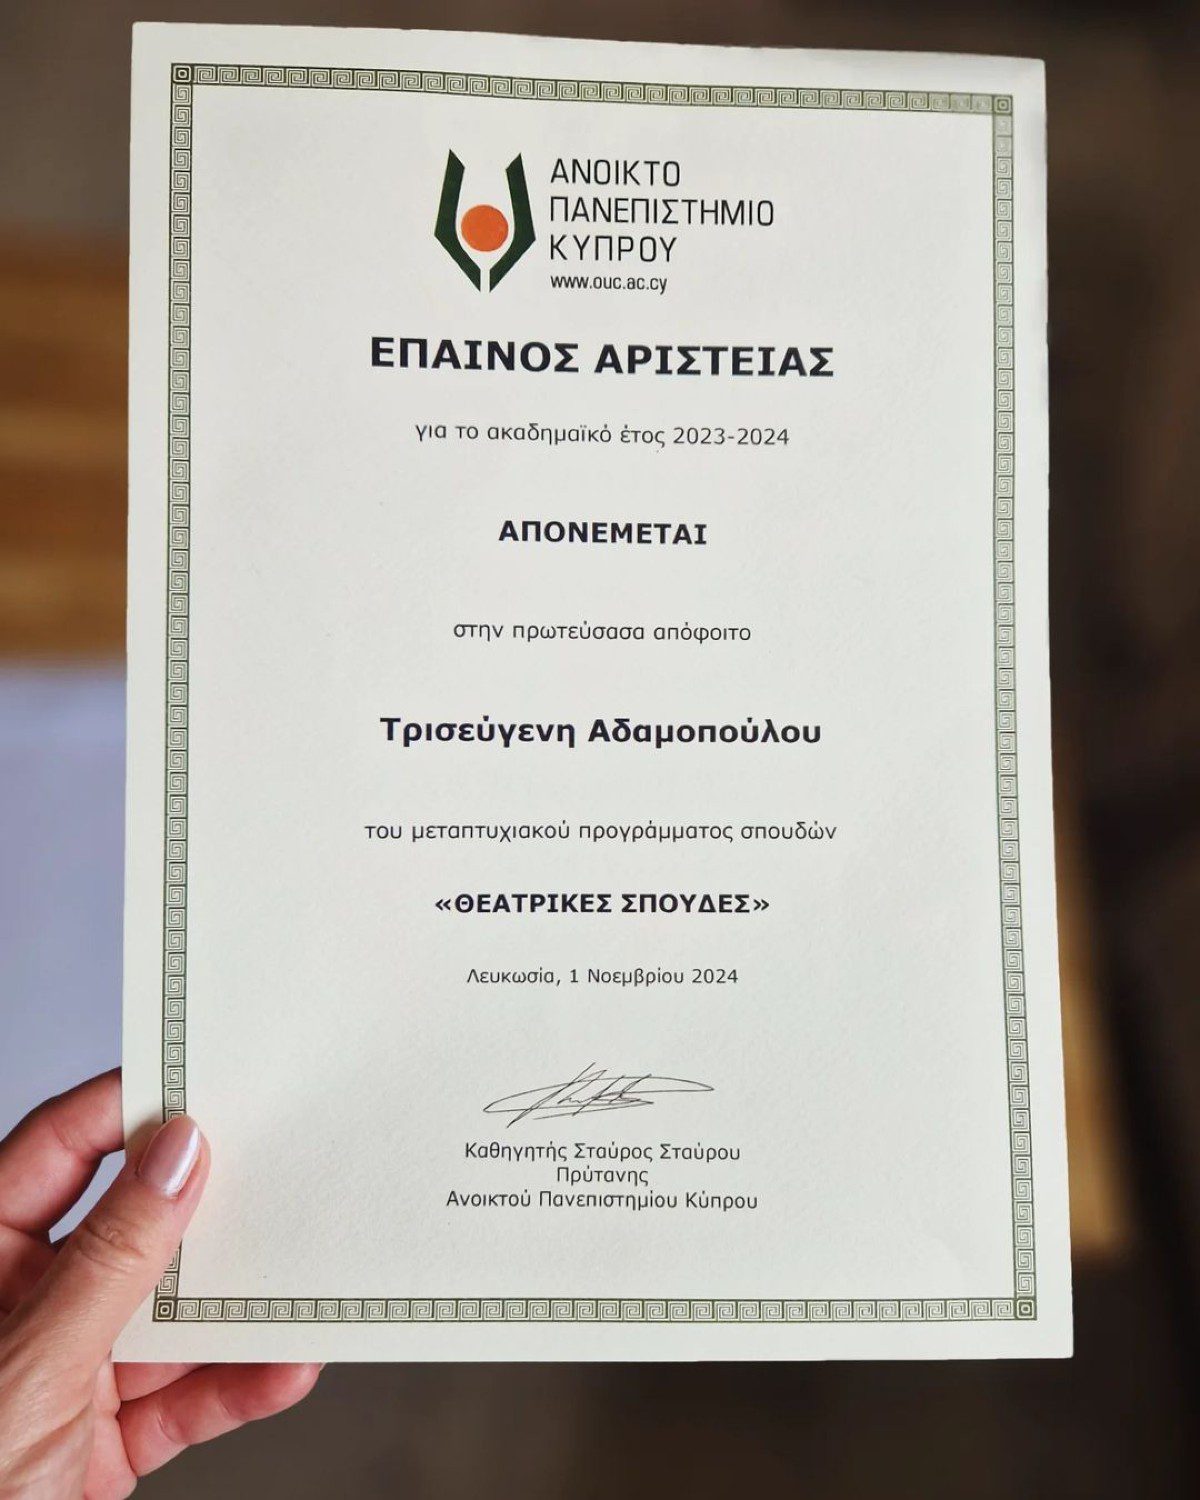 ΑΝΟΙΚΤΟ
ΠΑΝΕΠΙΣΤΗΜΙΟ
ΚΥΠΡΟΥ
www.ouc.ac.cy
ΕΠΑΙΝΟΣ ΑΡΙΣΤΕΙΑΣ
για το ακαδημαϊκό έτος 2023-2024
ΑΠΟΝΕΜΕΤΑΙ
στην πρωτεύσασα απόφοιτο
Τρισεύγενη Αδαμοπούλου
του μεταπτυχιακού προγράμματος σπουδών
«ΘΕΑΤΡΙΚΕΣ ΣΠΟΥΔΕΣ»
Λευκωσία, 1 Νοεμβρίου 2024
Καθηγητής Σταύρος Σταύρου
Πρύτανης
Ανοικτού Πανεπιστημίου Κύπρου